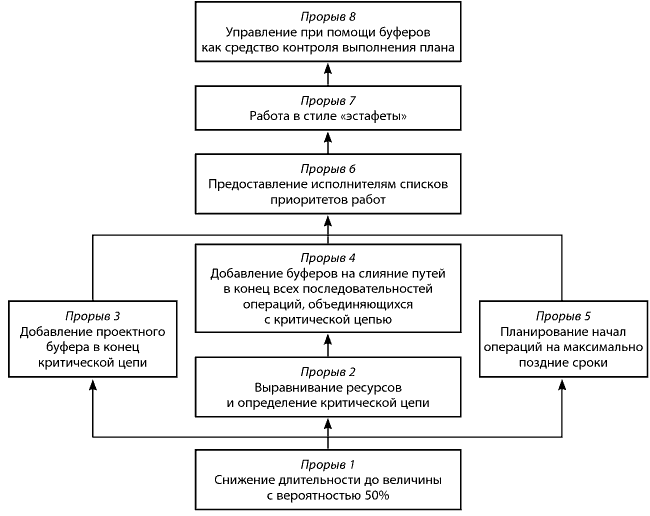 Прорыв 8
Управление при помощи буферов
как средство контроля выполнения плана
Прорыв 7
Работа в стиле «эстафеты»
Прорыв 6
Предоставление исполнителям списков
приоритетов работ
Прорыв 4
Добавление буферов на слияние путей
в конец всех последовательностей
операций, объединяющихся
с критической цепью
Прорыв 3
Добавление проектного
буфера в конец
критической цепи
Прорыв 5
Планирование начал
операций на максимально
поздние сроки
Прорыв 2
Выравнивание ресурсов
и определение критической цепи
Прорыв 1
Снижение длительности до величины
с вероятностью 50%